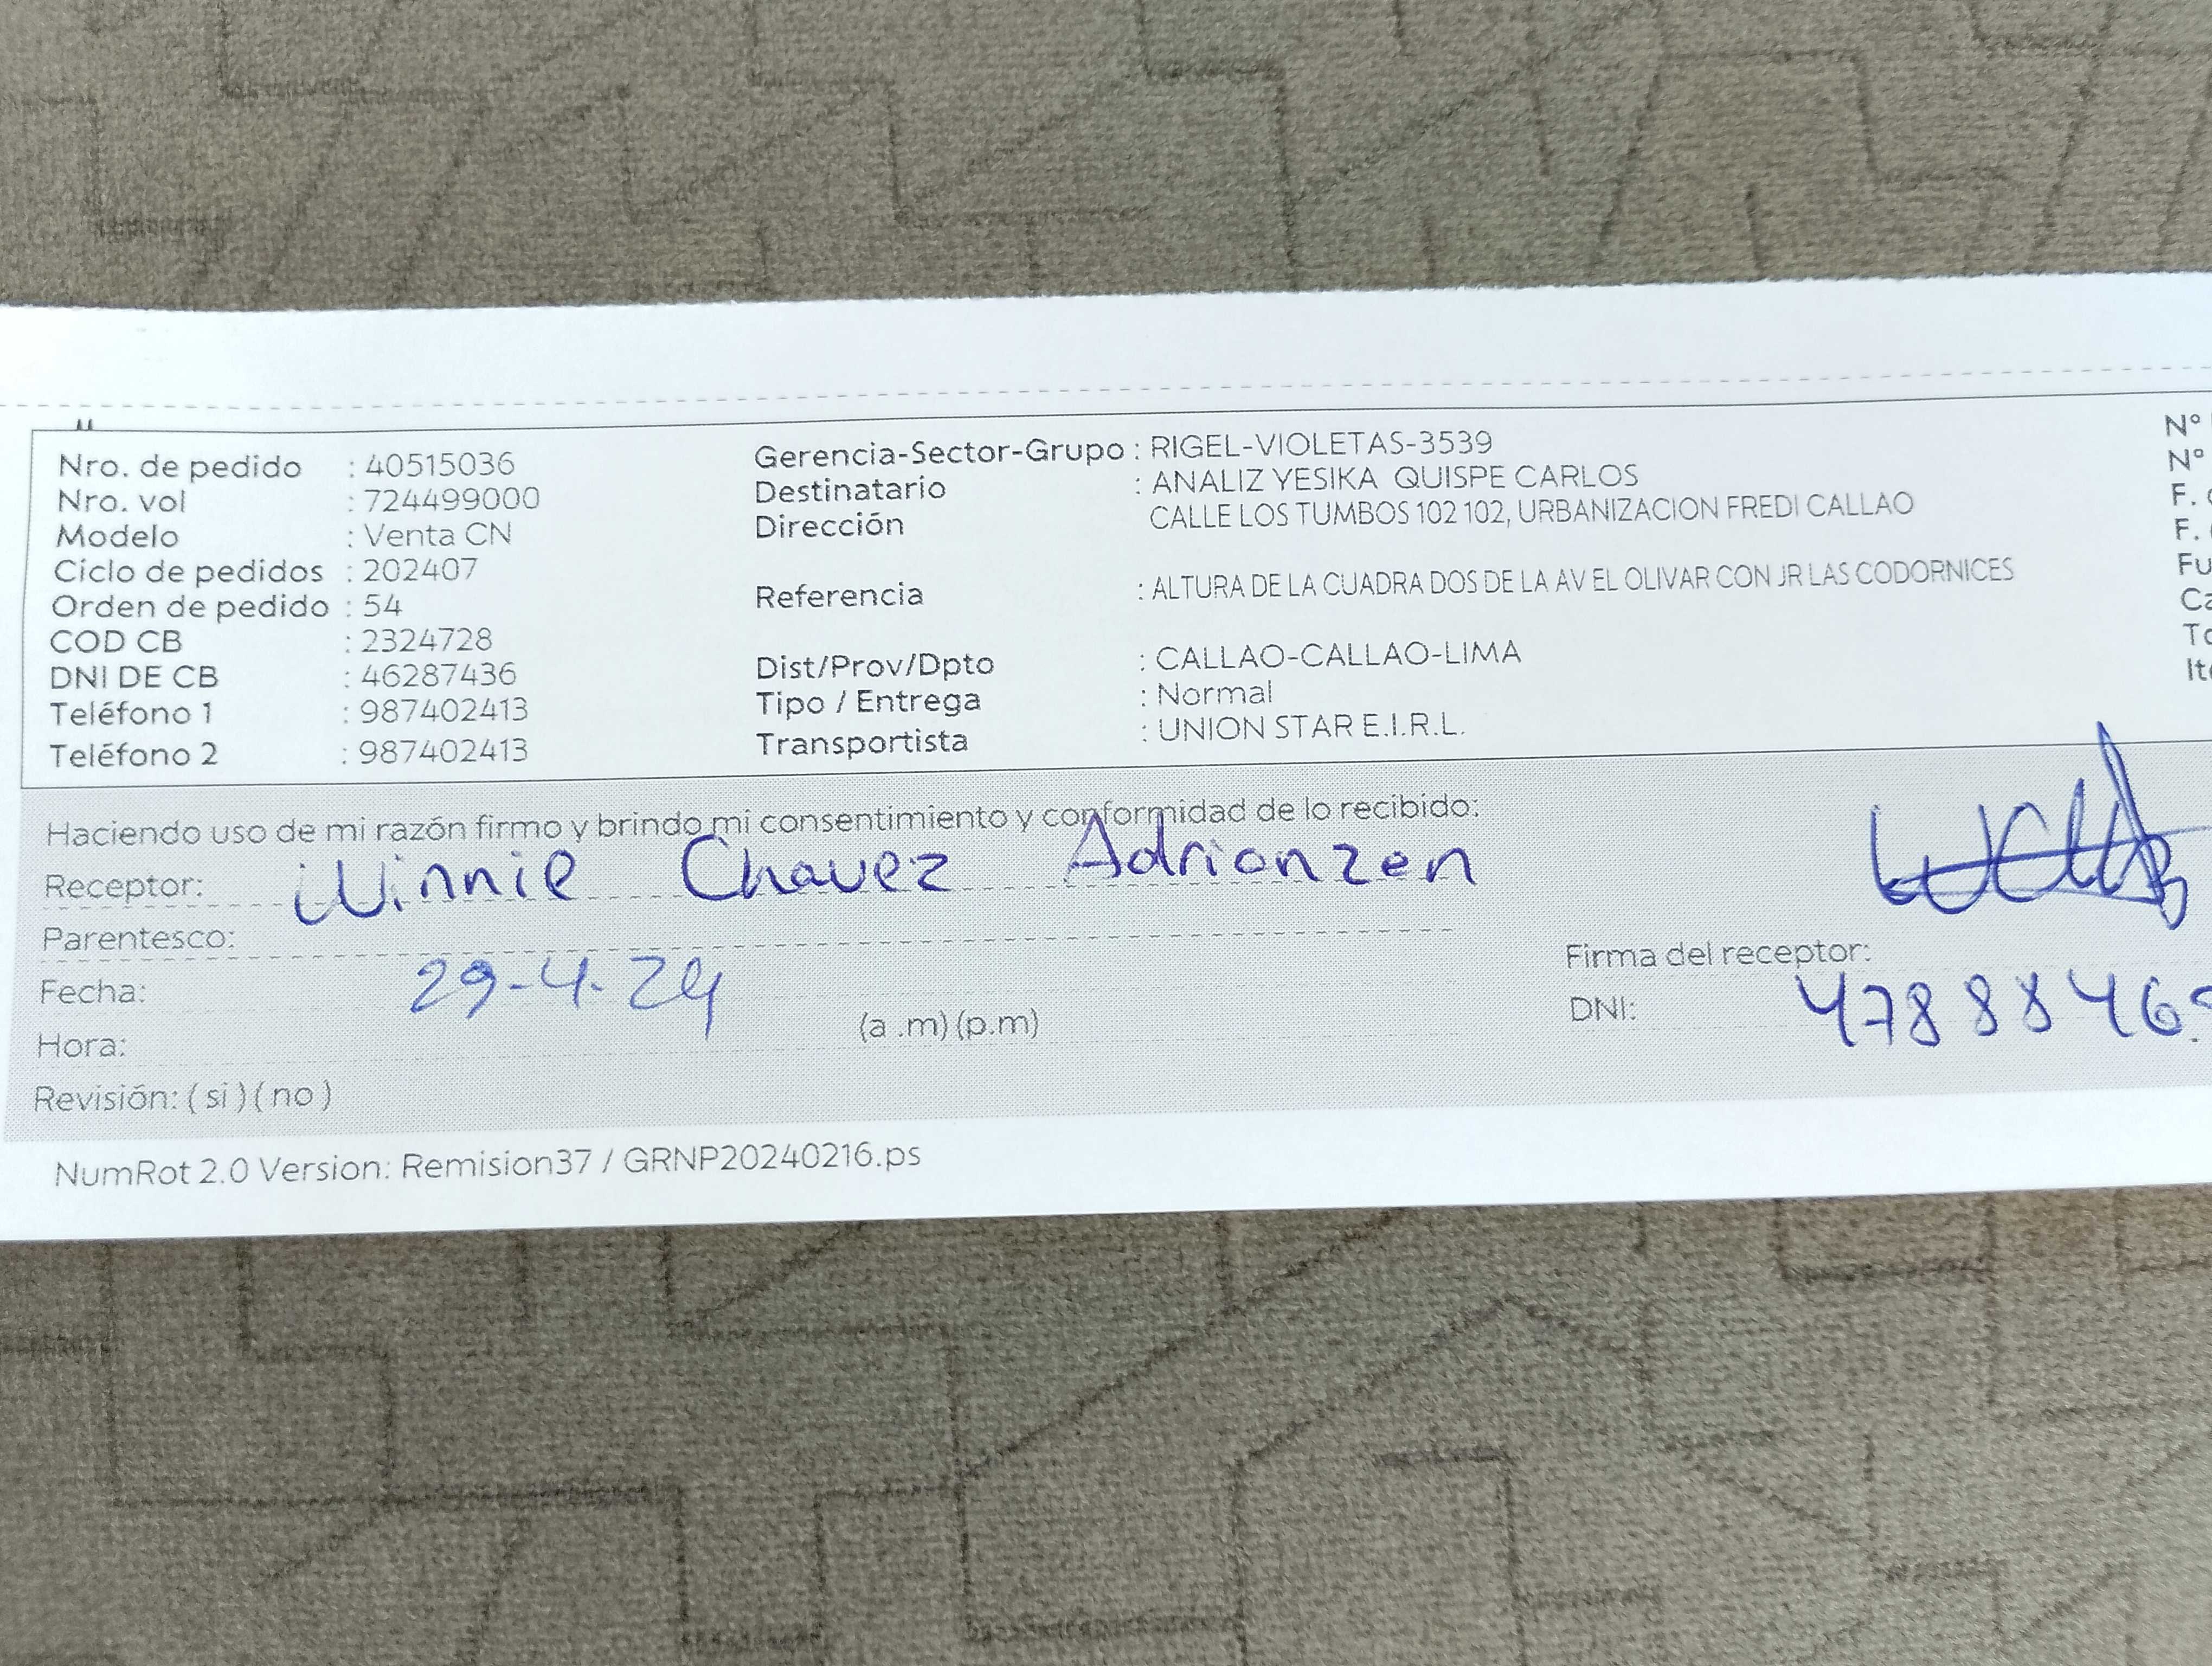 Nro. de pedido : 40515036
Nro. vol : 724499000
Modelo : Venta CN
Ciclo de pedidos : 202407
Orden de pedido : 54
COD CB : 2324728
DNI DE CB : 46287436
Teléfono 1 : 987402413
Teléfono 2 : 987402413
Gerencia-Sector-Grupo : RIGEL-VIOLETAS-3539
Destinatario : ANALIZ YESIKA QUISPE CARLOS
Dirección CALLE LOS TUMBOS 102 102, URBANIZACION FREDI CALLAO
Referencia : ALTURA DE LA CUADRA DOS DE LA AV EL OLIVAR CON JR LAS CODORNICES
Dist/Prov/Dpto : CALLAO-CALLAO-LIMA
Tipo / Entrega : Normal
Transportista : UNION STAR E.I.R.L.
N°
N°
F.
F.
Haciendo uso de mi razón firmo y brindo mi consentimiento y conformidad de lo recibido:
Receptor: Winnie Chavez Adrianzen
Parentesco:
Fecha: 29-4-24
Hora: (a .m) (p.m)
Revisión: ( si ) ( no )
Firma del receptor:
DNI: 4788846
NumRot 2.0 Version: Remision37 / GRNP20240216.ps